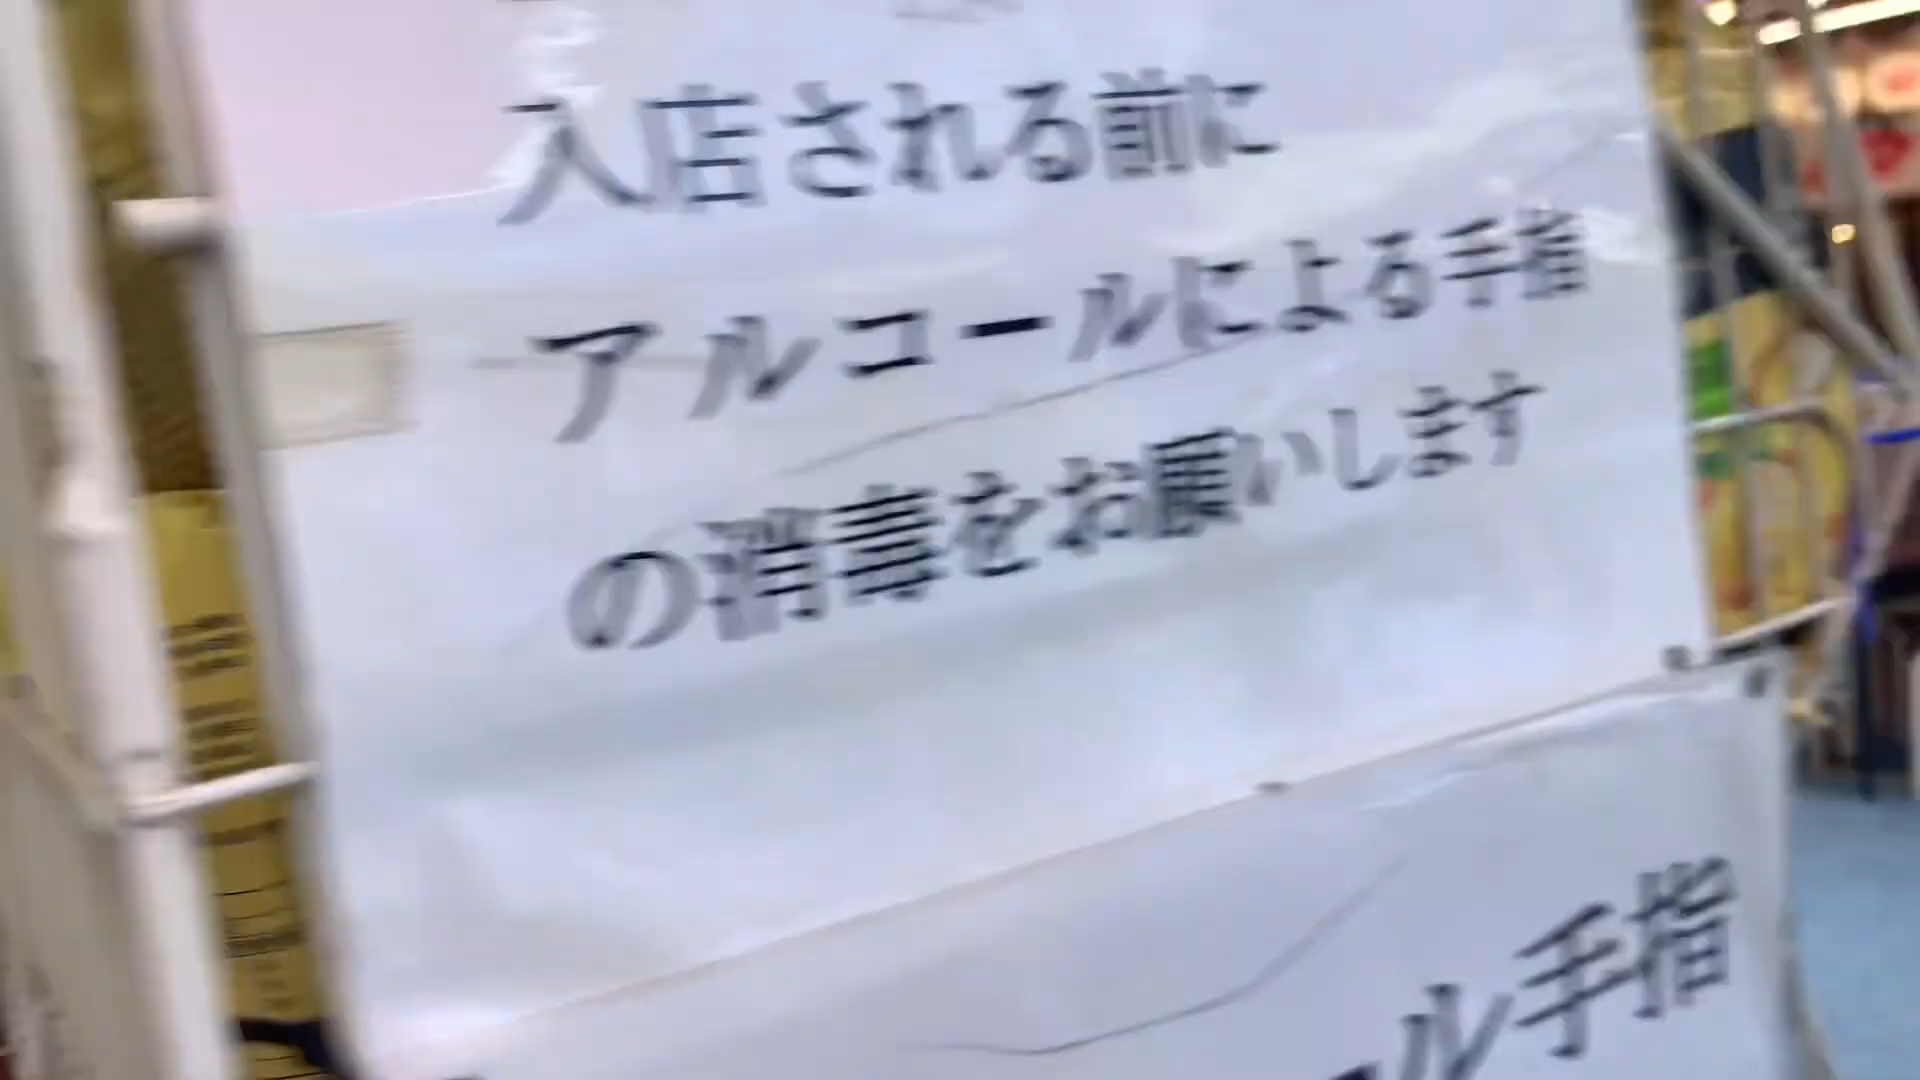 入店される前に
アルコールによる手指
の消毒をお願いします
ール手指